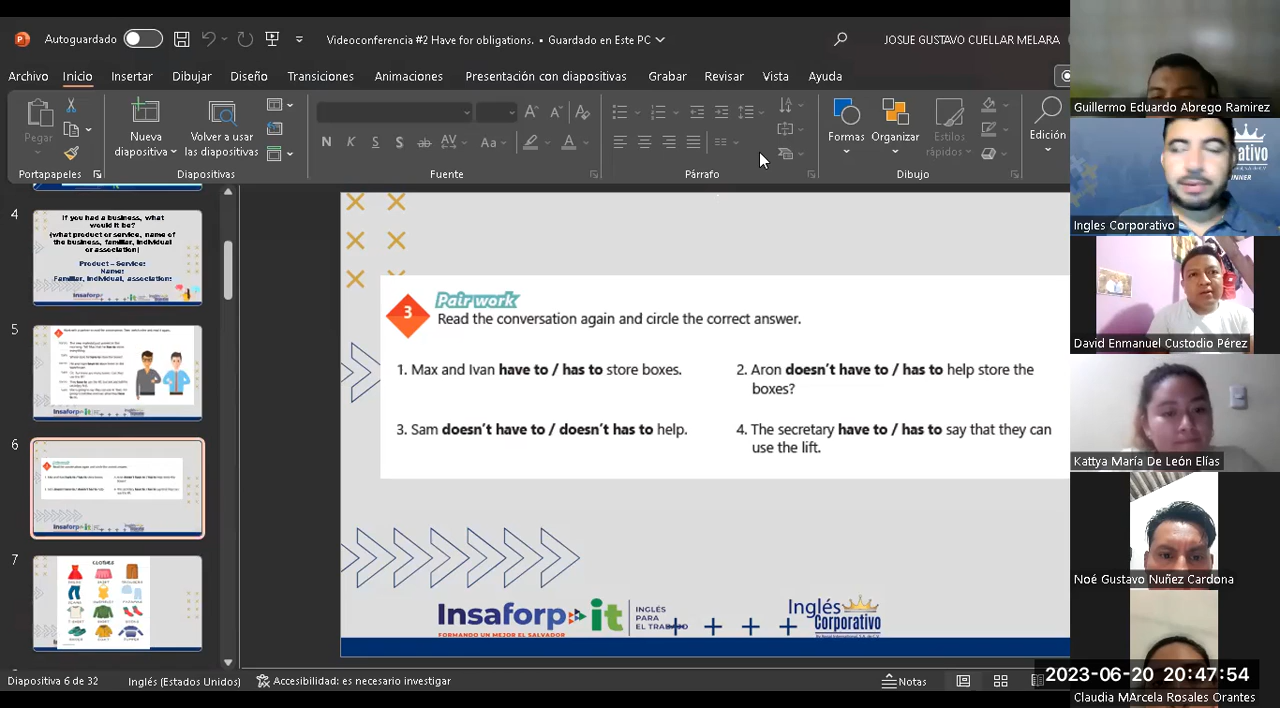 Autoguardado
Videoconferencia #2 Have for obligations. • Guardado en Este PC
JOSUE GUSTAVO CUELLAR MELARA
Archivo Inicio Insertar Dibujar Diseño Transiciones Animaciones Presentación con diapositivas Grabar Revisar Vista Ayuda
Pegar
Nueva diapositiva
Volver a usar las diapositivas
N K S S ab Aa A
Formas Organizar Estilos rápidos Edición
Portapapeles Diapositivas Fuente Párrafo Dibujo
4
If you had a business, what
would it be?
(what product or service, name of
the business, familiar, individual
or association)
Product – Service:
Name:
Familiar, individual, association:
5
6
7
CLOTHES
3
Pair work
Read the conversation again and circle the correct answer.
1. Max and Ivan have to / has to store boxes.
2. Aron doesn't have to / has to help store the
boxes?
3. Sam doesn't have to / doesn't has to help.
4. The secretary have to / has to say that they can
use the lift.
Insaforp it
FORMANDO UN MEJOR EL SALVADOR
INGLÉS
PARA
EL TRABAJO
Inglés
Corporativo
Diapositiva 6 de 32
Inglés (Estados Unidos)
Accesibilidad: es necesario investigar
Notas
Guillermo Eduardo Abrego Ramirez
Ingles Corporativo
David Enmanuel Custodio Pérez
Kattya María De León Elías
Noé Gustavo Nuñez Cardona
2023-06-20 20:47:54
Claudia MArcela Rosales Orantes